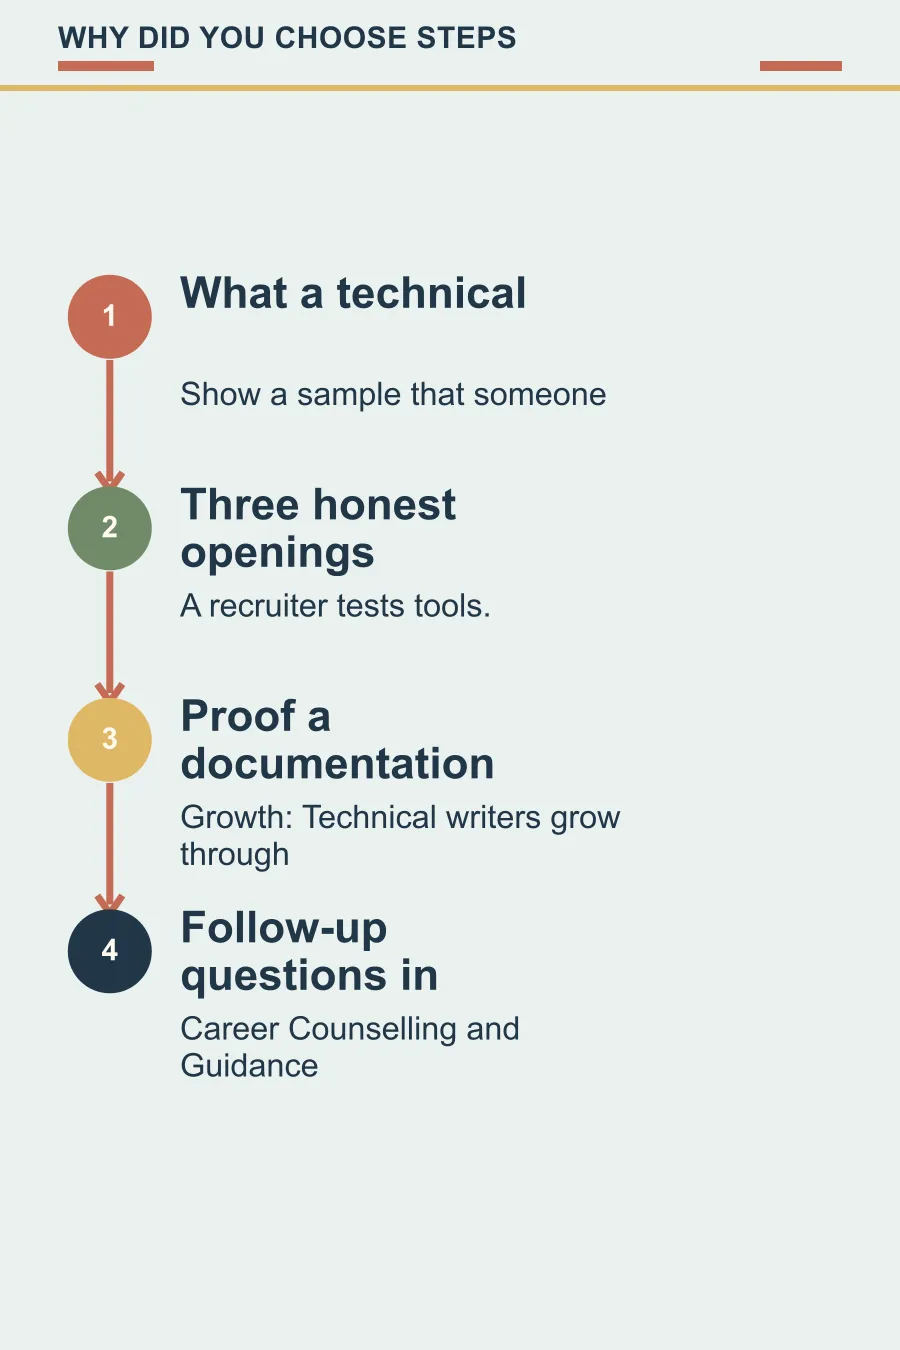 WHY DID YOU CHOOSE STEPS
1
What a technical
Show a sample that someone
2
Three honest
openings
A recruiter tests tools.
3
Proof a
documentation
Growth: Technical writers grow
through
4
Follow-up
questions in
Career Counselling and
Guidance